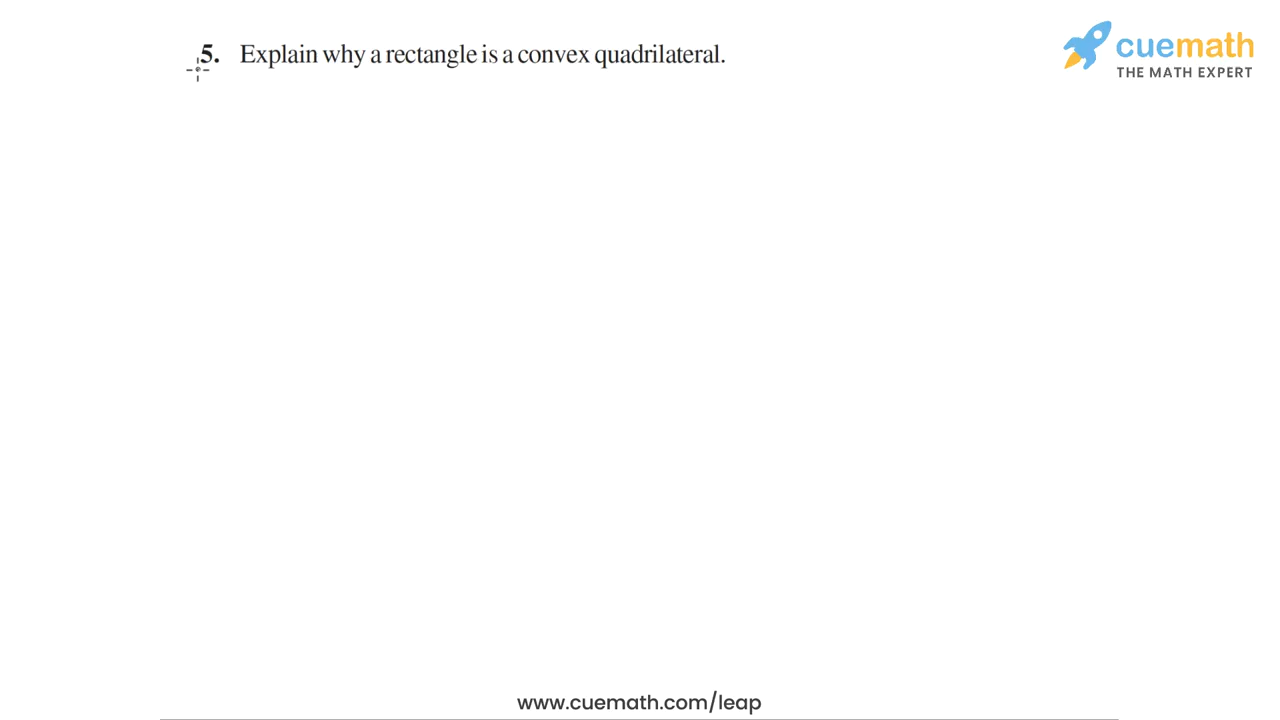 5. Explain why a rectangle is a convex quadrilateral.
cuemath
THE MATH EXPERT
www.cuemath.com/leap